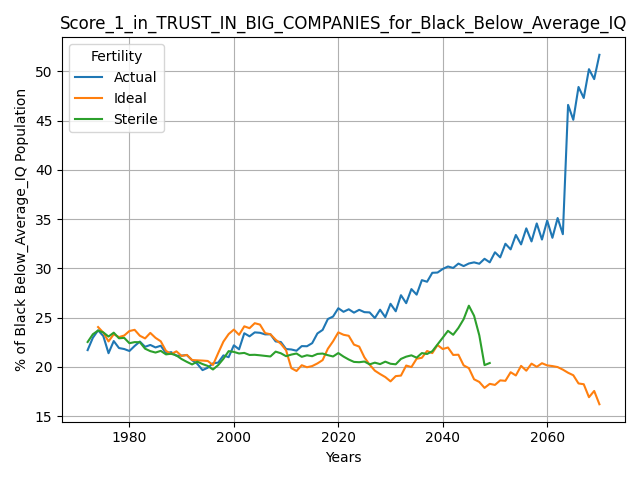 Score_1_in_TRUST_IN_BIG_COMPANIES_for_Black_Below_Average_IQ
Fertility
Actual
Ideal
Sterile
% of Black Below_Average_IQ Population
50
45
40
35
30
25
20
15
1980
2000
2020
2040
2060
Years